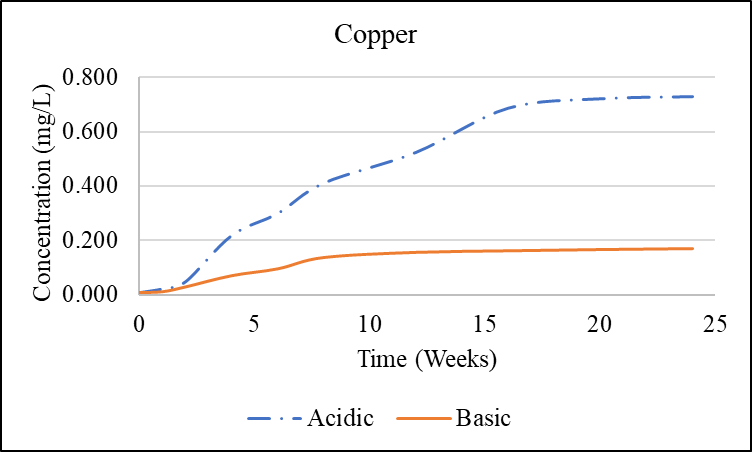 Copper
Concentration (mg/L)
0.800
0.600
0.400
0.200
0.000
0 5 10 15 20 25
Time (Weeks)
Acidic Basic